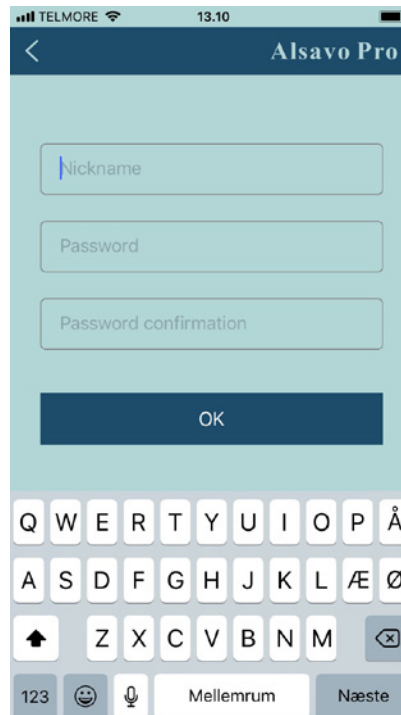 TELMORE 13.10
Alsavo Pro
Nickname
Password
Password confirmation
OK
Q W E R T Y U I O P Å
A S D F G H J K L Æ Ø
Z X C V B N M
123 Mellemrum Næste